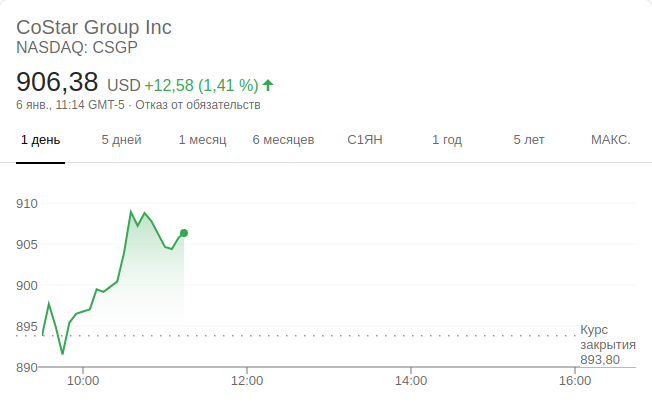 CoStar Group Inc
NASDAQ: CSGP
906,38 USD +12,58 (1,41 %)
6 янв., 11:14 GMT-5 · Отказ от обязательств
1 день 5 дней 1 месяц 6 месяцев С1ЯН 1 год 5 лет МАКС.
910
905
900
895
890
Курс
закрытия
893,80
10:00 12:00 14:00 16:00